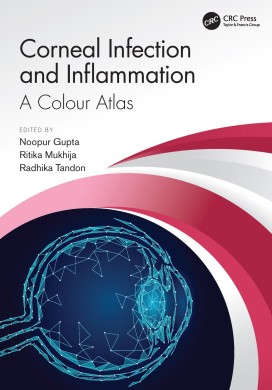 CRC
CRC Press
Taylor & Francis Group
Corneal Infection
and Inflammation
A Colour Atlas
EDITED BY
Noopur Gupta
Ritika Mukhija
Radhika Tandon